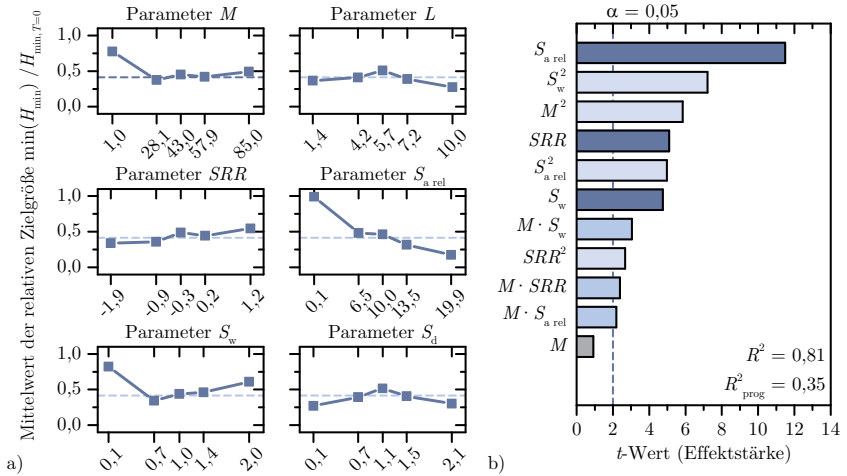 Mittelwert der relativen Zielgröße min(H_min) / H_min, T=0
Parameter M
1,0
0,5
0,0
1,0 28,1 43,0 57,9 85,0
Parameter L
1,4 4,2 5,7 7,2 10,0
Parameter SRR
1,0
0,5
0,0
-1,9 -0,9 -0,3 0,2 1,2
Parameter S_a rel
0,1 6,5 10,0 13,5 19,9
Parameter S_w
1,0
0,5
0,0
0,1 0,7 1,0 1,4 2,0
Parameter S_d
0,1 0,7 1,1 1,5 2,1
a)
α = 0,05
S_a rel
S_w^2
M^2
SRR
S_a rel^2
S_w
M · S_w
SRR^2
M · SRR
M · S_a rel
M
R^2 = 0,81
R^2_prog = 0,35
0 2 4 6 8 10 12 14
t-Wert (Effektstärke)
b)